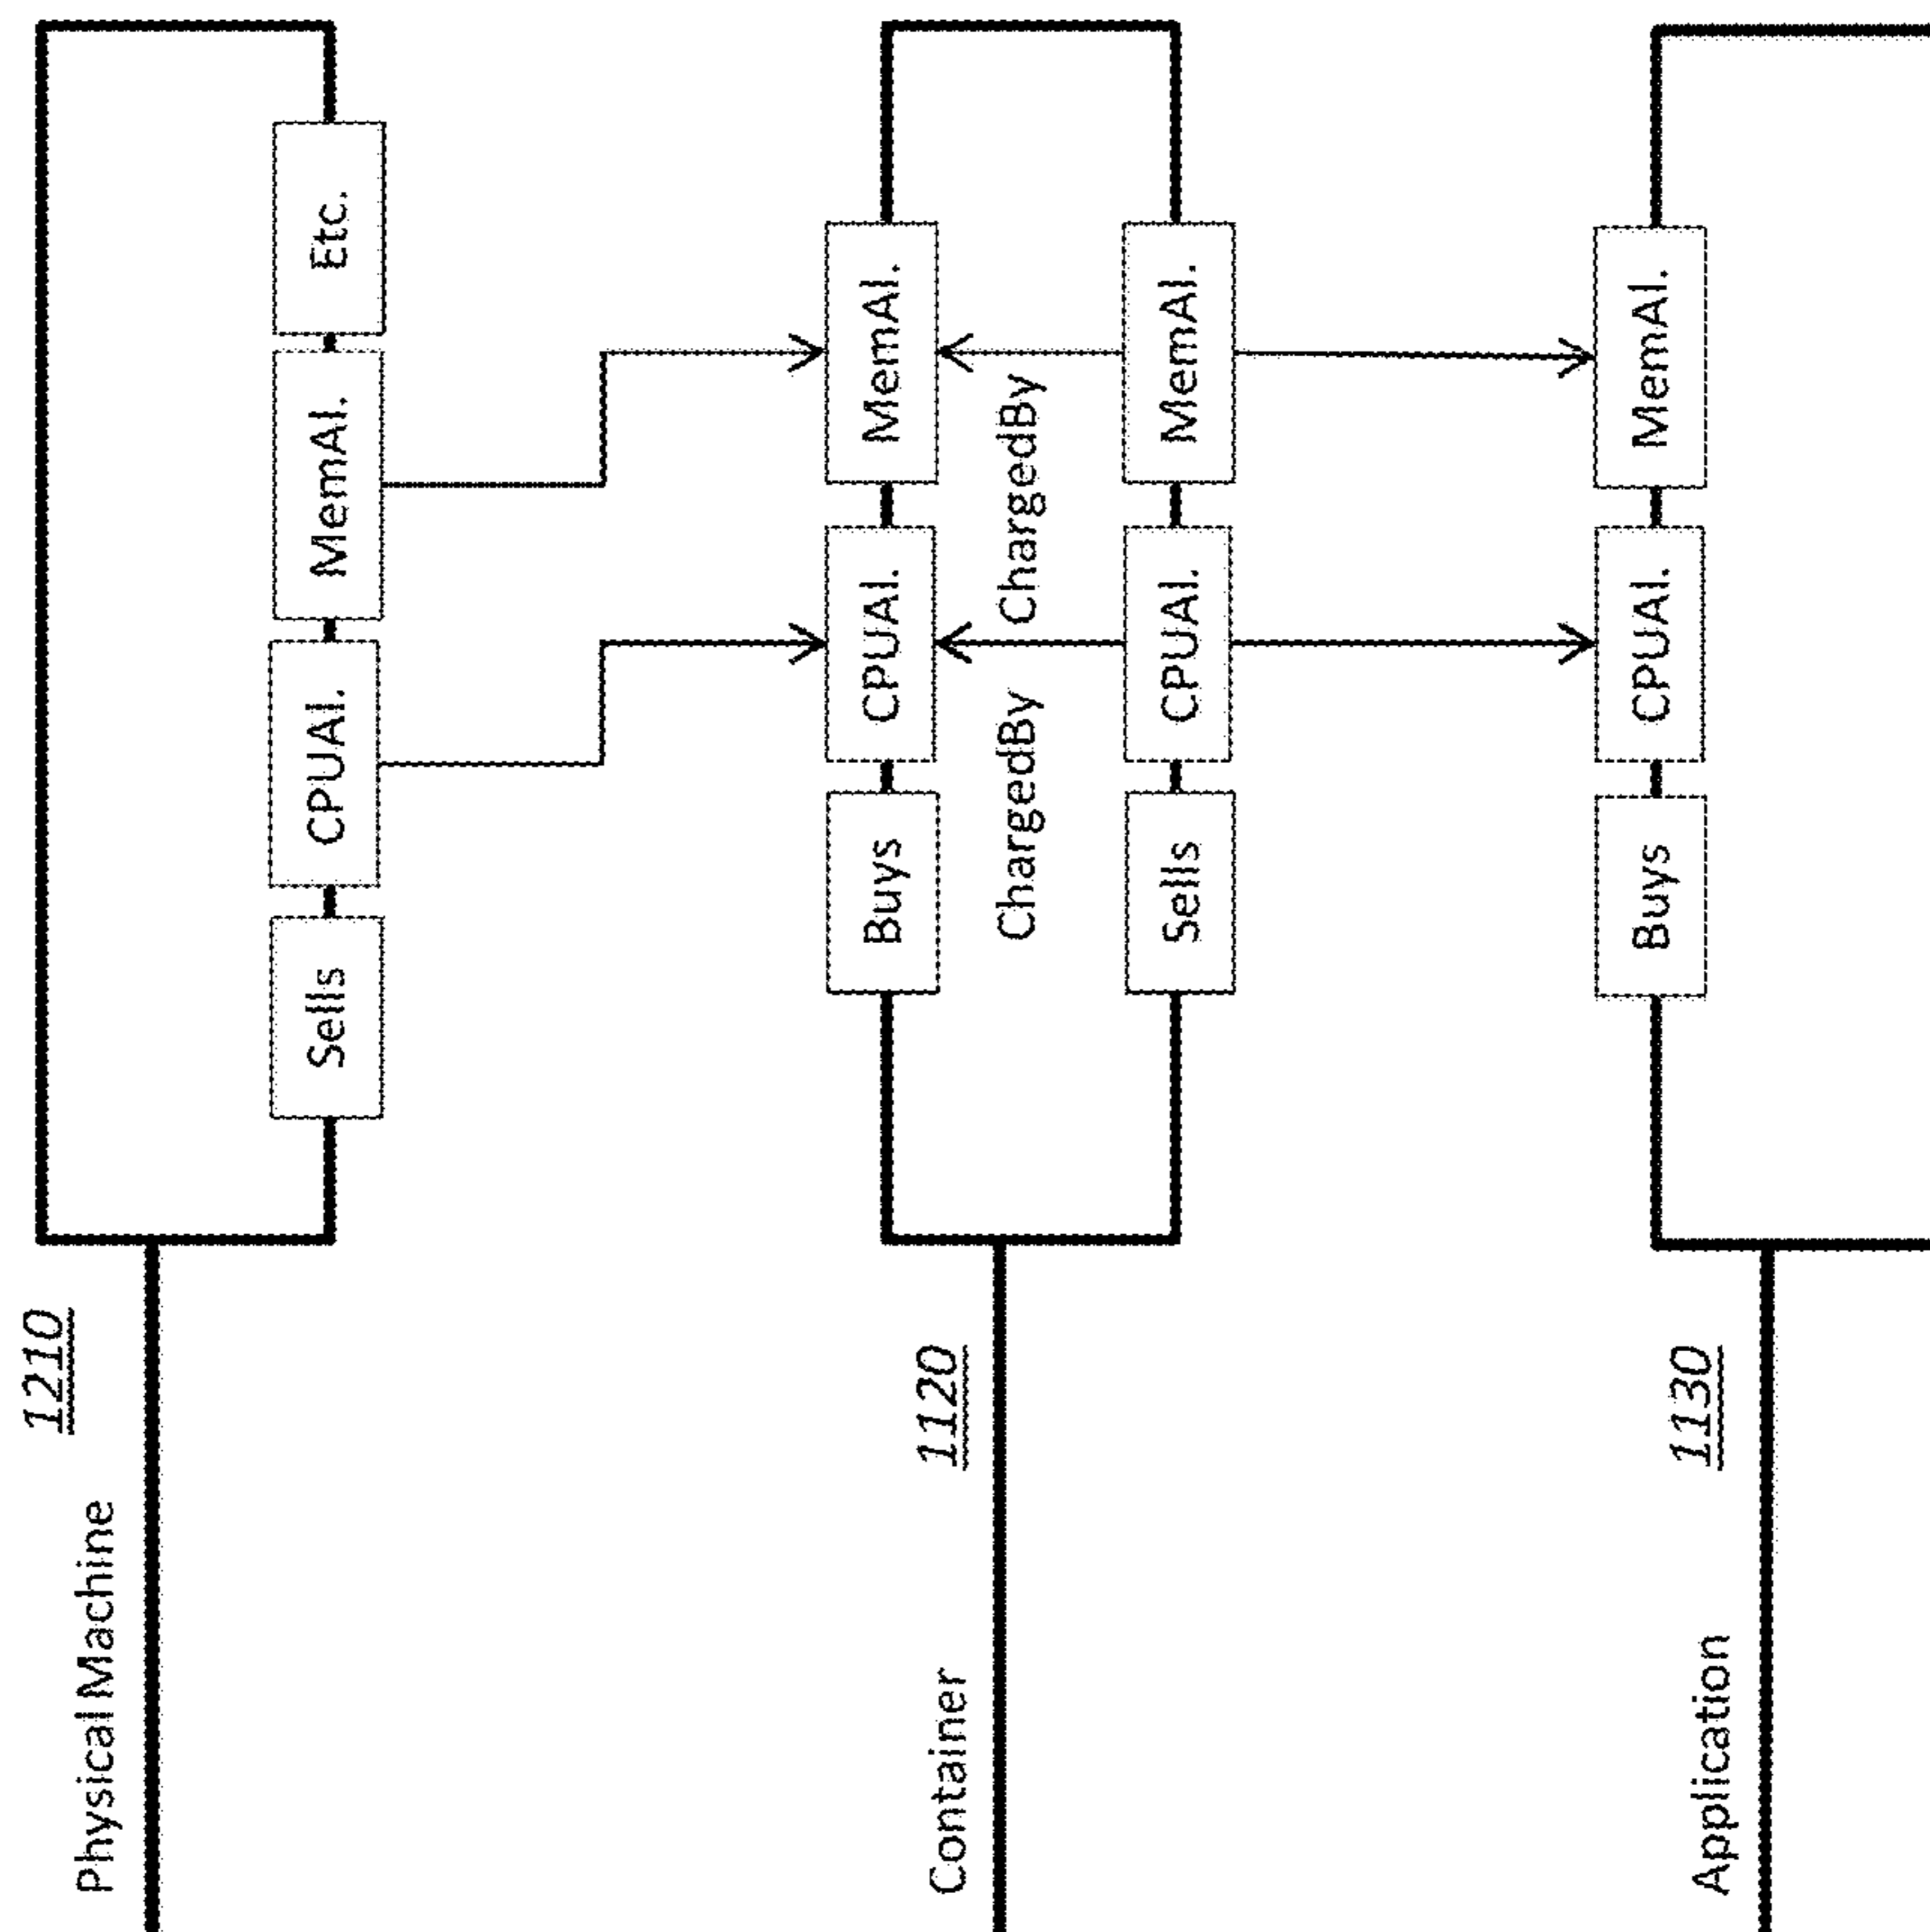 Physical Machine
1210
Sells
CPUAl.
MemAl.
Etc.
Container
1120
Buys
CPUAl.
MemAl.
ChargedBy
ChargedBy
Sells
CPUAl.
MemAl.
Application
1130
Buys
CPUAl.
MemAl.